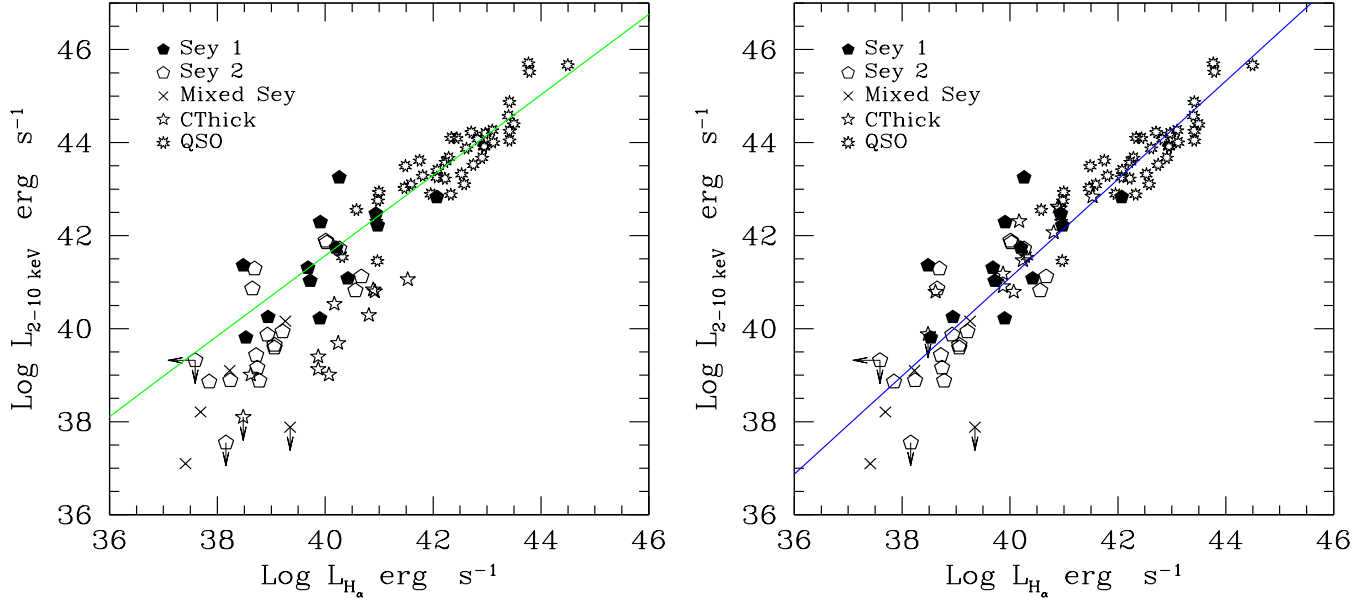 46
44
42
40
38
36
Log L2−10 keV erg s−1
Sey 1
Sey 2
Mixed Sey
CThick
QSO
36 38 40 42 44 46
Log LHα erg s−1
46
44
42
40
38
36
Log L2−10 keV erg s−1
Sey 1
Sey 2
Mixed Sey
CThick
QSO
36 38 40 42 44 46
Log LHα erg s−1